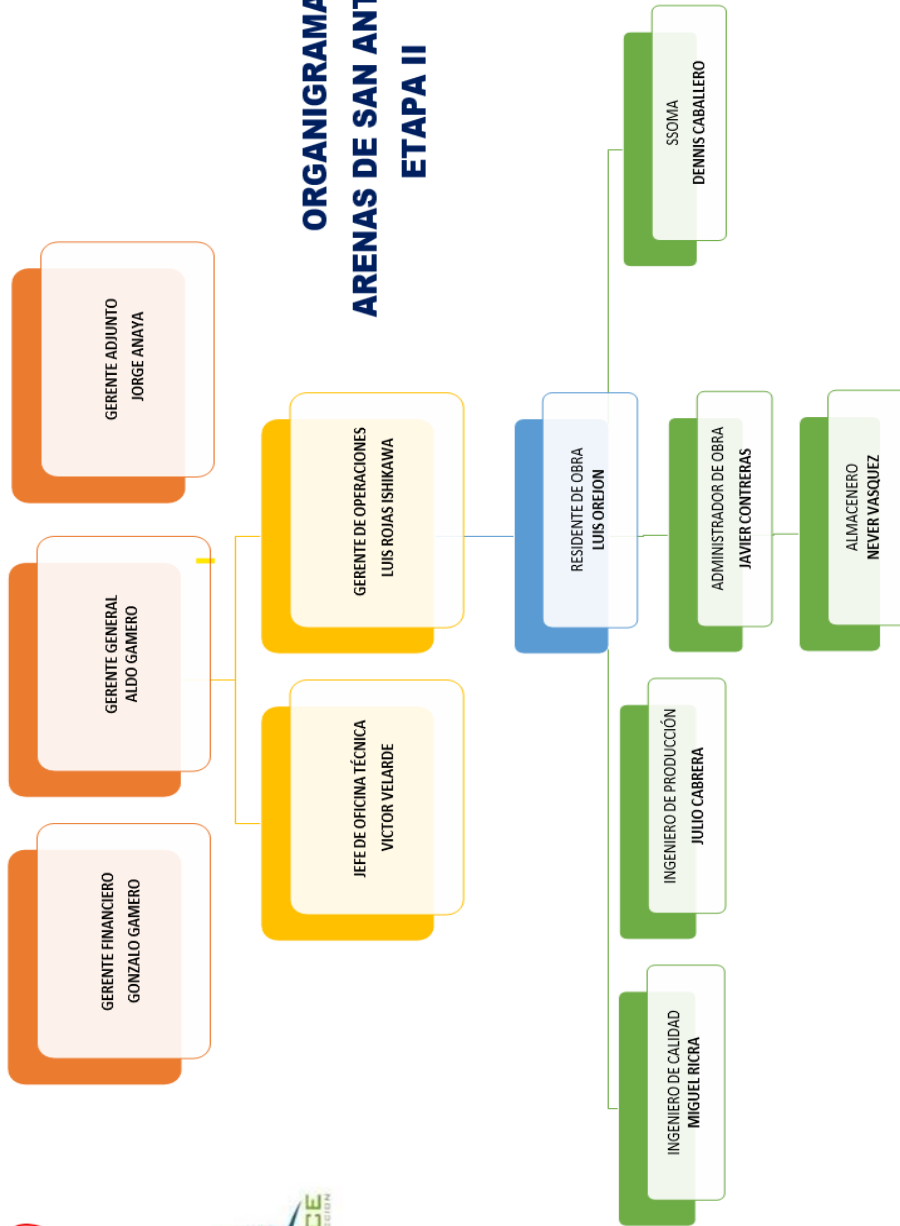 ORGANIGRAMA
ARENAS DE SAN ANT
ETAPA II
GERENTE FINANCIERO
GONZALO GAMERO
GERENTE GENERAL
ALDO GAMERO
GERENTE ADJUNTO
JORGE ANAYA
JEFE DE OFICINA TÉCNICA
VICTOR VELARDE
GERENTE DE OPERACIONES
LUIS ROJAS ISHIKAWA
RESIDENTE DE OBRA
LUIS OREJON
INGENIERO DE CALIDAD
MIGUEL RICRA
INGENIERO DE PRODUCCIÓN
JULIO CABRERA
ADMINISTRADOR DE OBRA
JAVIER CONTRERAS
SSOMA
DENNIS CABALLERO
ALMACENERO
NEVER VASQUEZ